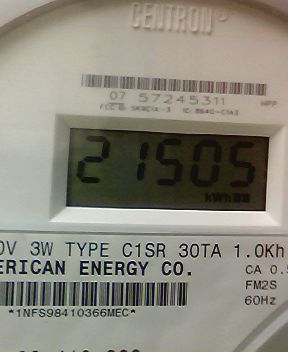 CENTRON®
07 57245311
21505
kWh
0V 3W TYPE C1SR 30TA 1.0Kh
ERICAN ENERGY CO.
CA 0.5
FM2S
60Hz
*1NFS98410366MEC*